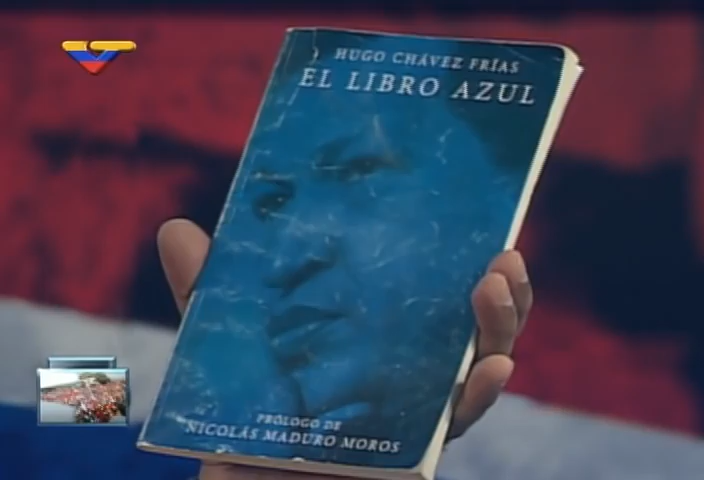 HUGO CHÁVEZ FRÍAS
EL LIBRO AZUL
PRÓLOGO DE
NICOLÁS MADURO MOROS